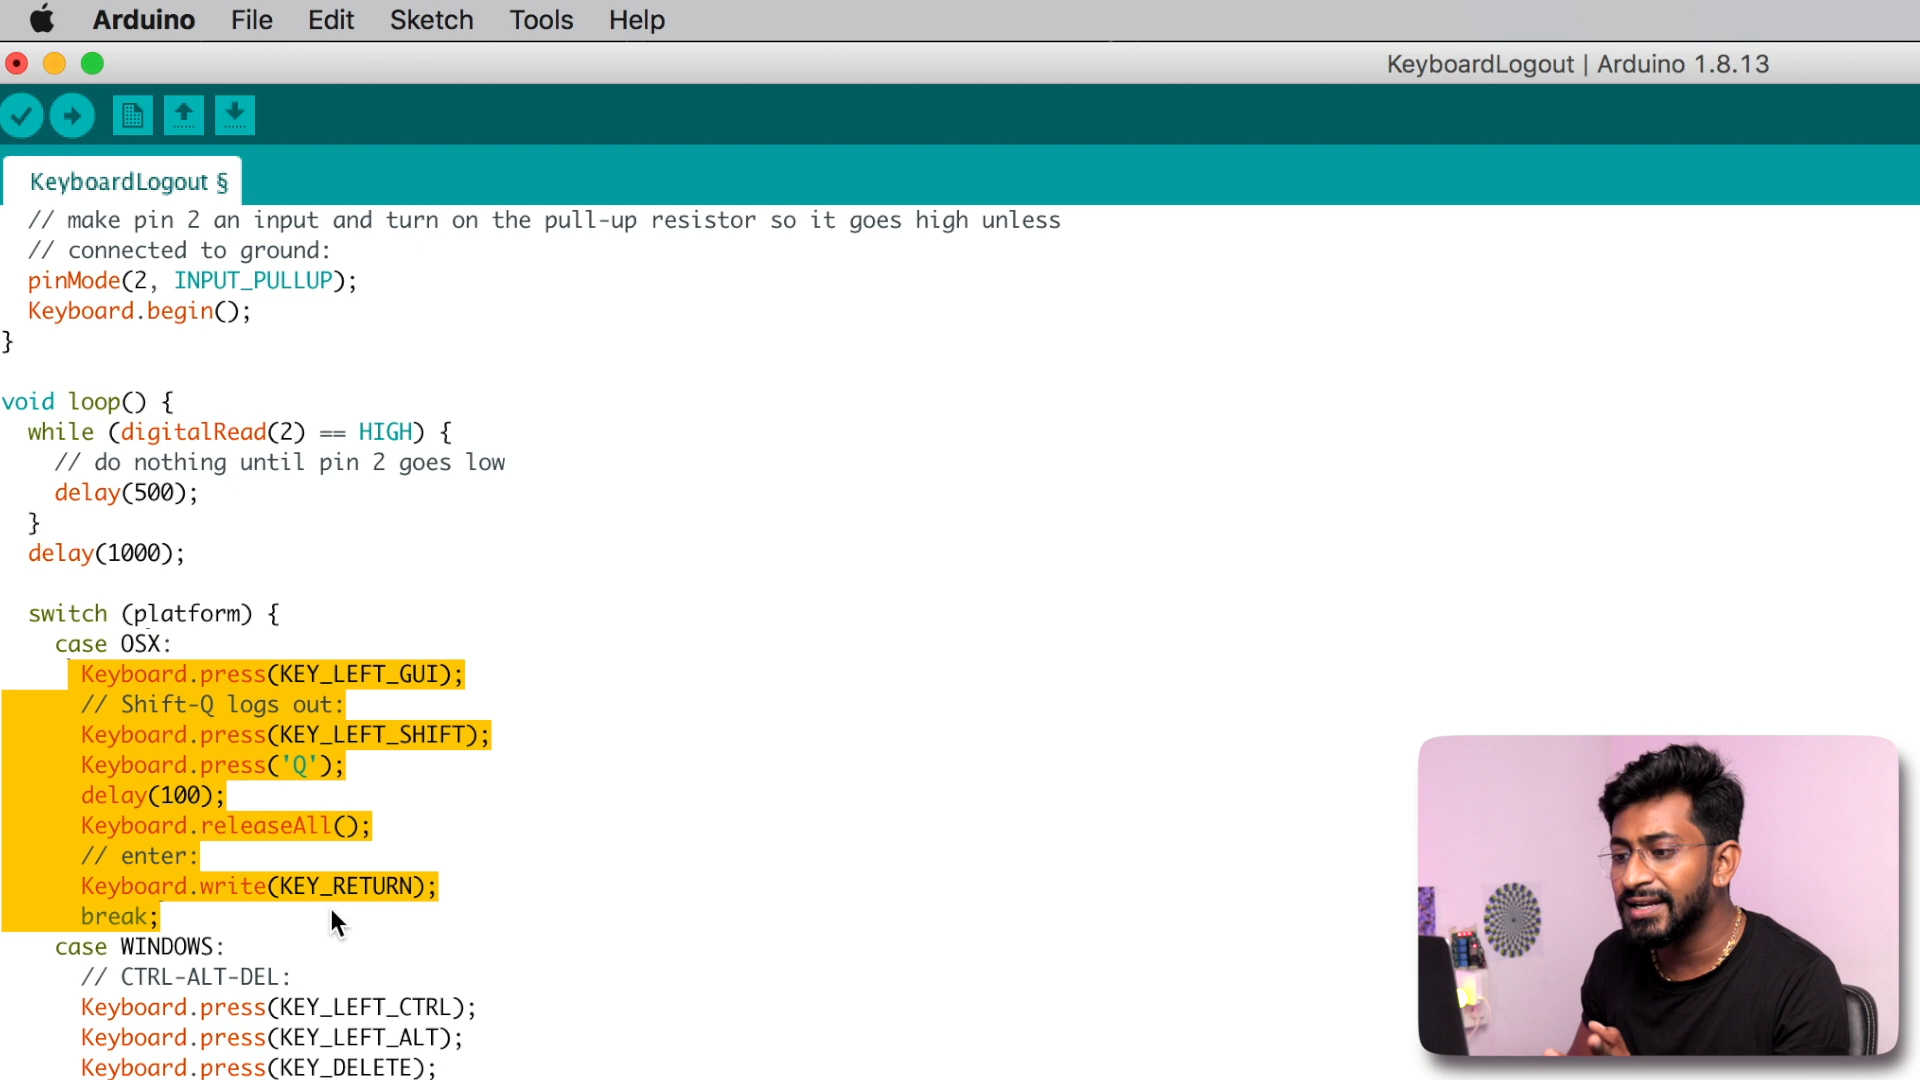 Arduino File Edit Sketch Tools Help
KeyboardLogout | Arduino 1.8.13
KeyboardLogout §
// make pin 2 an input and turn on the pull-up resistor so it goes high unless
// connected to ground:
pinMode(2, INPUT_PULLUP);
Keyboard.begin();
}
void loop() {
while (digitalRead(2) == HIGH) {
// do nothing until pin 2 goes low
delay(500);
}
delay(1000);
switch (platform) {
case OSX:
Keyboard.press(KEY_LEFT_GUI);
// Shift-Q logs out:
Keyboard.press(KEY_LEFT_SHIFT);
Keyboard.press('Q');
delay(100);
Keyboard.releaseAll();
// enter:
Keyboard.write(KEY_RETURN);
break;
case WINDOWS:
// CTRL-ALT-DEL:
Keyboard.press(KEY_LEFT_CTRL);
Keyboard.press(KEY_LEFT_ALT);
Keyboard.press(KEY_DELETE);